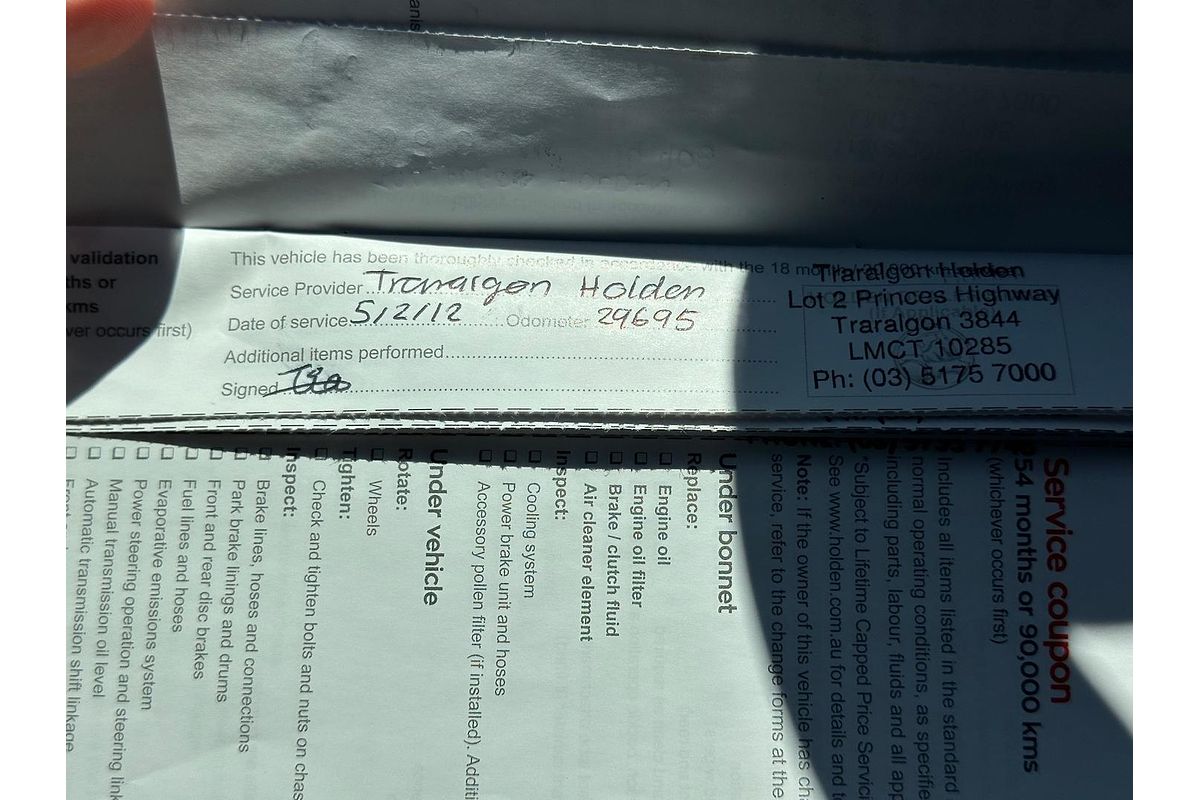 anis
validation
ths or
kms
ver occurs first)
This vehicle has been thoroughly checked in accordance with the 18 months
Service Provider Traralgon Holden
Date of service 5/2/12 Odometer 29695
Additional items performed
Signed
Traralgon Holden
Lot 2 Princes Highway
Traralgon 3844
LMCT 10285
Ph: (03) 5175 7000
Service coupon
54 months or 90,000 kms
(whichever occurs first)
includes all items listed in the standard
normal operating conditions, as specifie
including parts, labour, fluids and all app
*Subject to Lifetime Capped Price Servici
See www.holden.com.au for details and t
Note: If the owner of this vehicle has cha
service, refer to the change forms at the
Under bonnet
Replace:
Engine oil
Engine oil filter
Brake / clutch fluid
Air cleaner element
Inspect:
Cooling system
Power brake unit and hoses
Accessory pollen filter (if installed). Additi
Under vehicle
Rotate:
Wheels
Tighten:
Check and tighten bolts and nuts on chas
Inspect:
Brake lines, hoses and connections
Park brake linings and drums
Front and rear disc brakes
Fuel lines and hoses
Evaporative emissions system
Power steering operation and steering link
Manual transmission oil level
Automatic transmission shift linkage